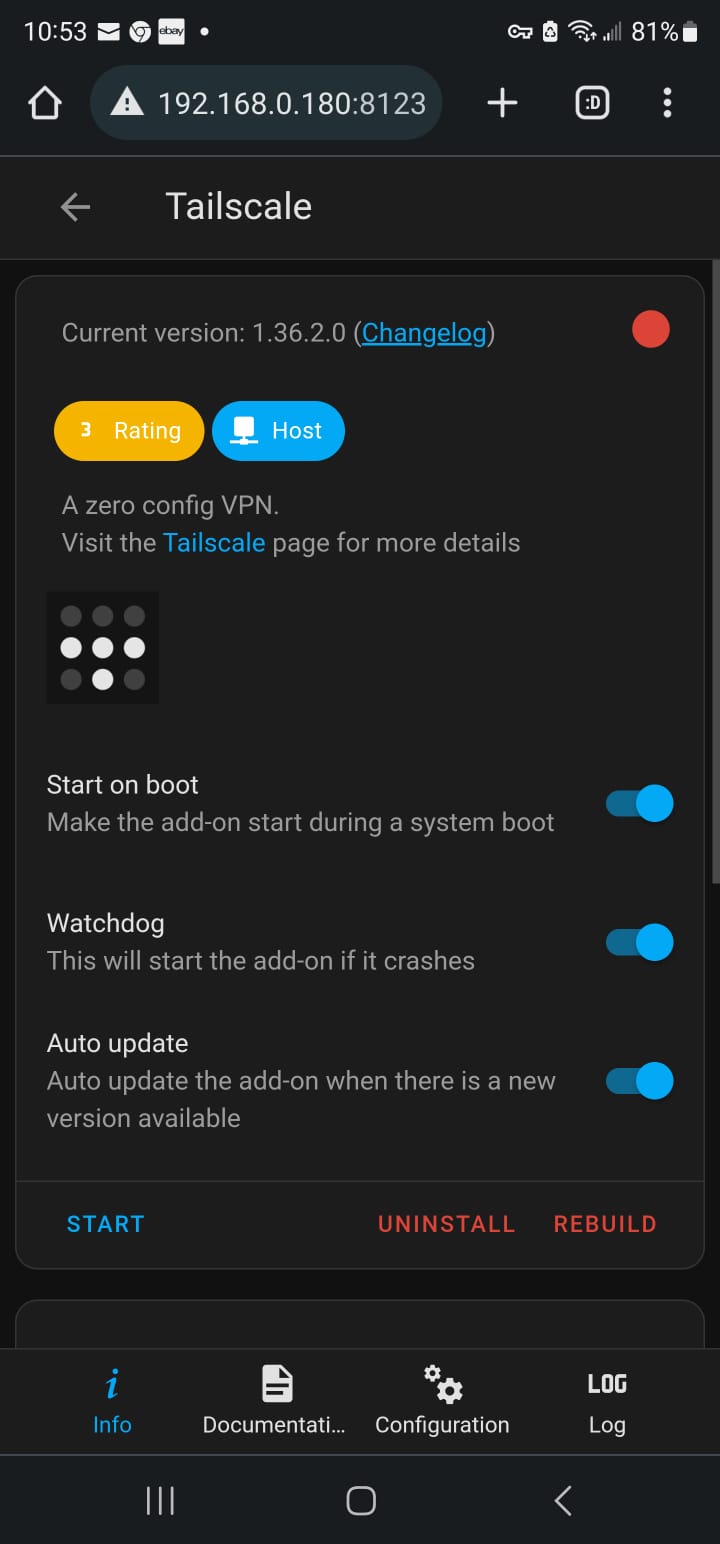 10:53 ebay 81%
192.168.0.180:8123 :D
Tailscale
Current version: 1.36.2.0 (Changelog)
3 Rating Host
A zero config VPN.
Visit the Tailscale page for more details
Start on boot
Make the add-on start during a system boot
Watchdog
This will start the add-on if it crashes
Auto update
Auto update the add-on when there is a new
version available
START UNINSTALL REBUILD
LOG
Info Documentati... Configuration Log